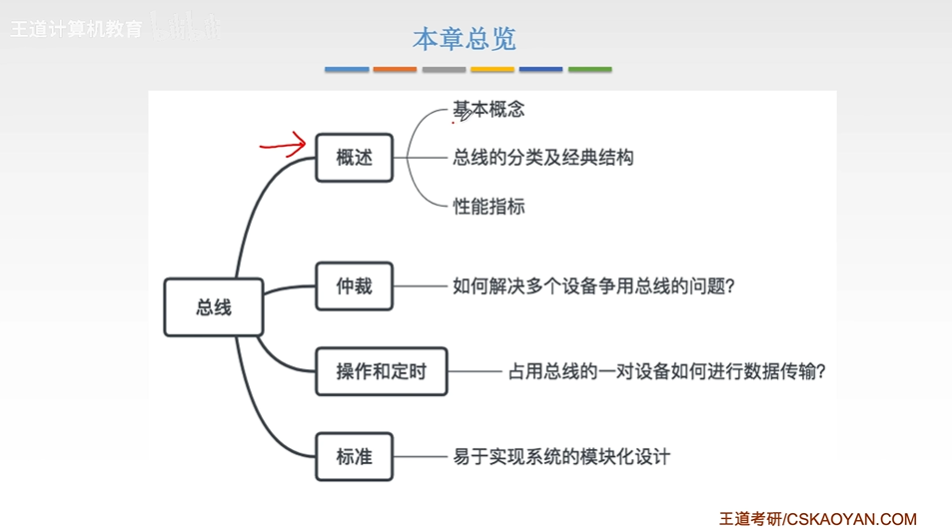 王道计算机教育
本章总览
基本概念
概述
总线的分类及经典结构
性能指标
仲裁
如何解决多个设备争用总线的问题?
总线
操作和定时
占用总线的一对设备如何进行数据传输?
标准
易于实现系统的模块化设计
王道考研/CSKAOYAN.COM